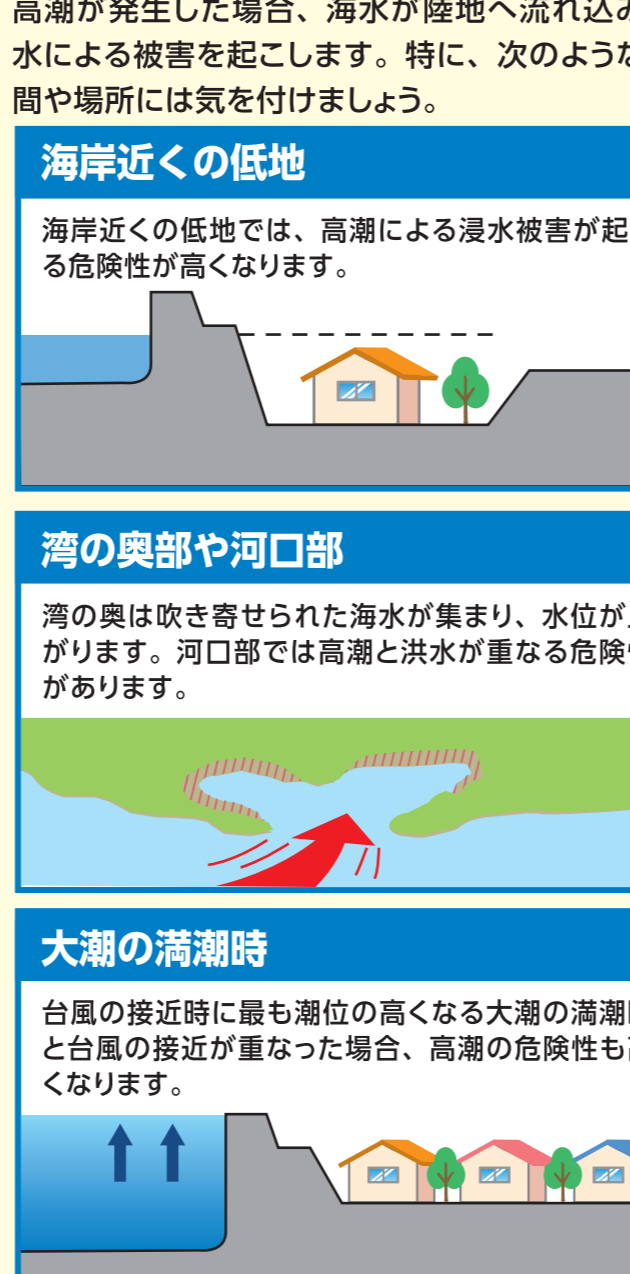 高潮が発生した場合、海水が陸地へ流れ込み
水による被害を起こします。特に、次のような
間や場所には気を付けましょう。
海岸近くの低地
海岸近くの低地では、高潮による浸水被害が起
る危険性が高くなります。
湾の奥部や河口部
湾の奥は吹き寄せられた海水が集まり、水位が
がります。河口部では高潮と洪水が重なる危険
があります。
大潮の満潮時
台風の接近時に最も潮位の高くなる大潮の満潮
と台風の接近が重なった場合、高潮の危険性も
くなります。